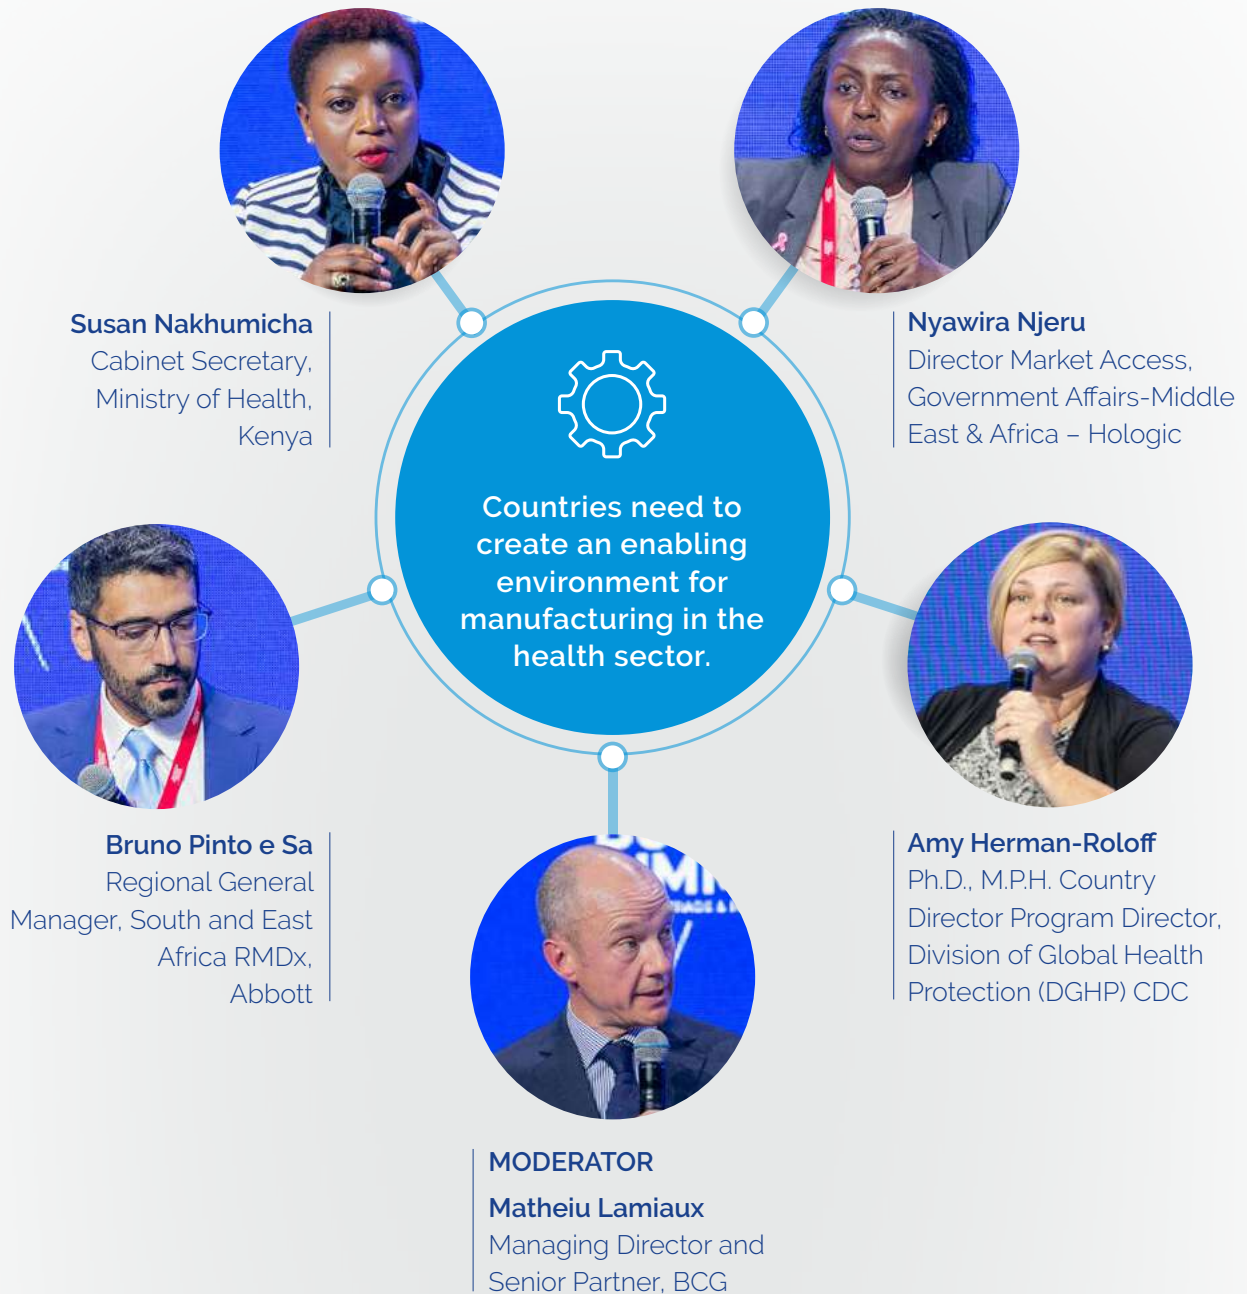 Susan Nakhumicha
Cabinet Secretary,
Ministry of Health,
Kenya
Nyawira Njeru
Director Market Access,
Government Affairs-Middle
East & Africa – Hologic
Countries need to
create an enabling
environment for
manufacturing in the
health sector.
Bruno Pinto e Sa
Regional General
Manager, South and East
Africa RMDx,
Abbott
Amy Herman-Roloff
Ph.D., M.P.H. Country
Director Program Director,
Division of Global Health
Protection (DGHP) CDC
MODERATOR
Matheiu Lamiaux
Managing Director and
Senior Partner, BCG